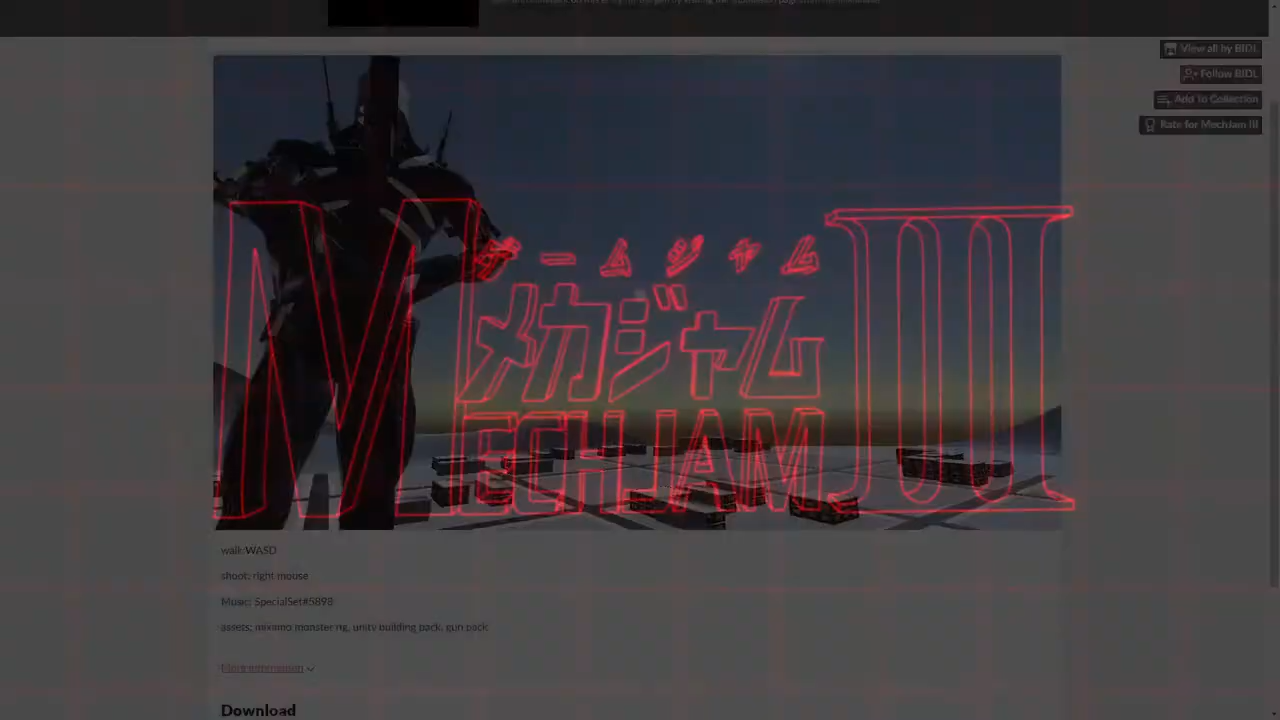 View all by BIDL
Follow BIDL
Add To Collection
Rate for MechJam III
ゲームジャム
メカジャム
MECHJAM III
walk: WASD
shoot: right mouse
Music: SpecialSet#5898
assets: mixamo monster rig, unity building pack, gun pack
More information
Download